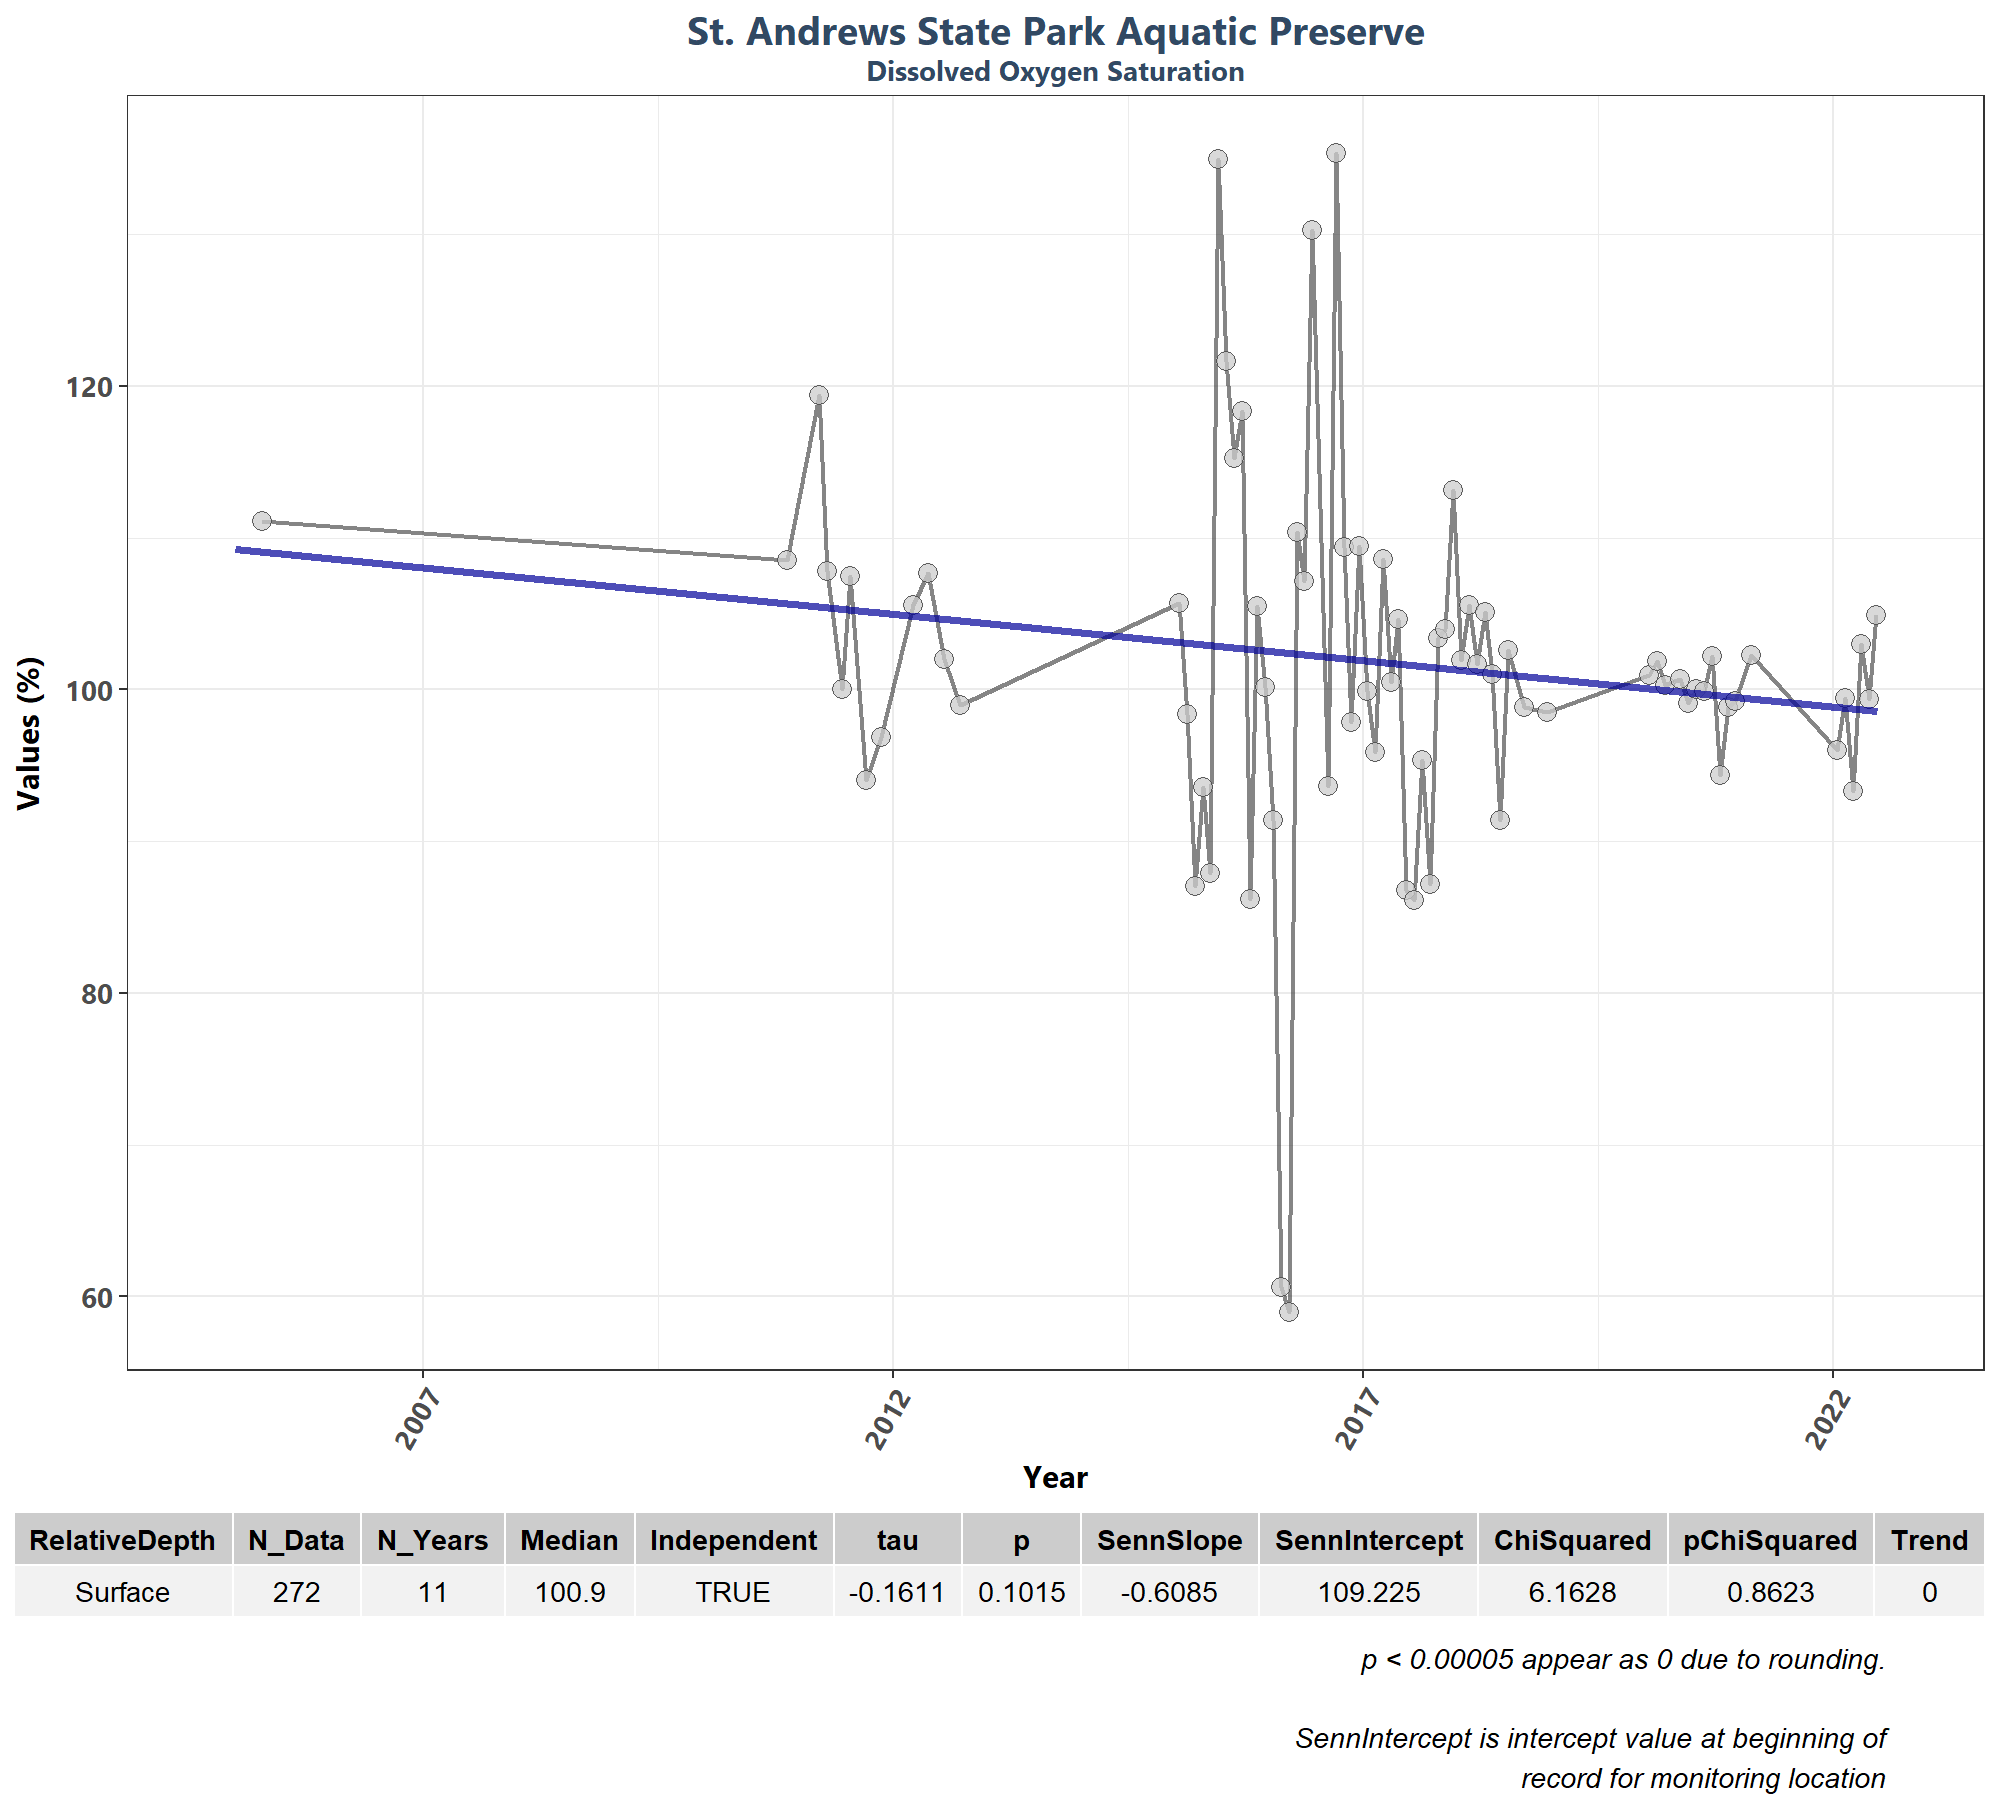 St. Andrews State Park Aquatic Preserve
Dissolved Oxygen Saturation
Values (%)
120
100
80
60
2007
2012
2017
2022
Year
RelativeDepth N_Data N_Years Median Independent tau p SennSlope SennIntercept ChiSquared pChiSquared Trend
Surface 272 11 100.9 TRUE -0.1611 0.1015 -0.6085 109.225 6.1628 0.8623 0
p < 0.00005 appear as 0 due to rounding.
SennIntercept is intercept value at beginning of
record for monitoring location